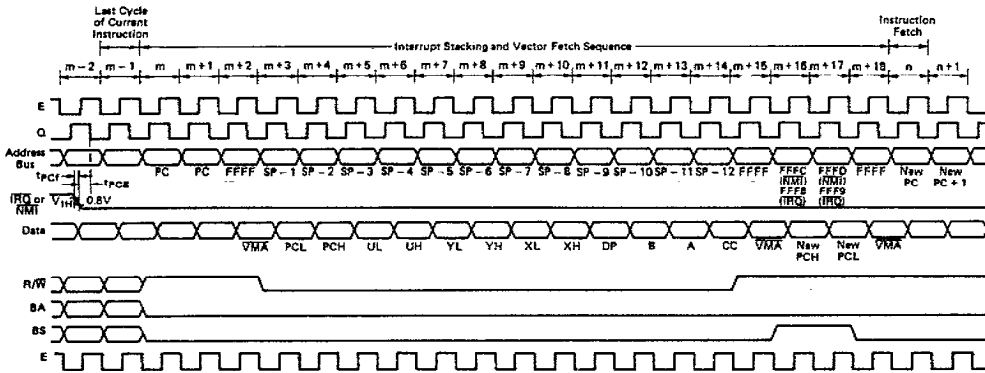 Last Cycle
of Current
Instruction
Instruction
Fetch
Interrupt Stacking and Vector Fetch Sequence
m-2 m-1 m m+1 m+2 m+3 m+4 m+5 m+6 m+7 m+8 m+9 m+10 m+11 m+12 m+13 m+14 m+15 m+16 m+17 m+18 n n+1
E
Q
Address
Bus
PC PC FFFF SP-1 SP-2 SP-3 SP-4 SP-5 SP-6 SP-7 SP-8 SP-9 SP-10 SP-11 SP-12 FFFF FFFC FFFD FFFF New New
(NMI) (NMI) PC PC+1
FFF8 FFF9
(IRQ) (IRQ)
tPCf
tPCS
IRQ or
NMI
VIH
0.8V
Data
VMA PCL PCH UL UH YL YH XL XH DP B A CC VMA New New VMA
PCH PCL
R/W
BA
BS
E